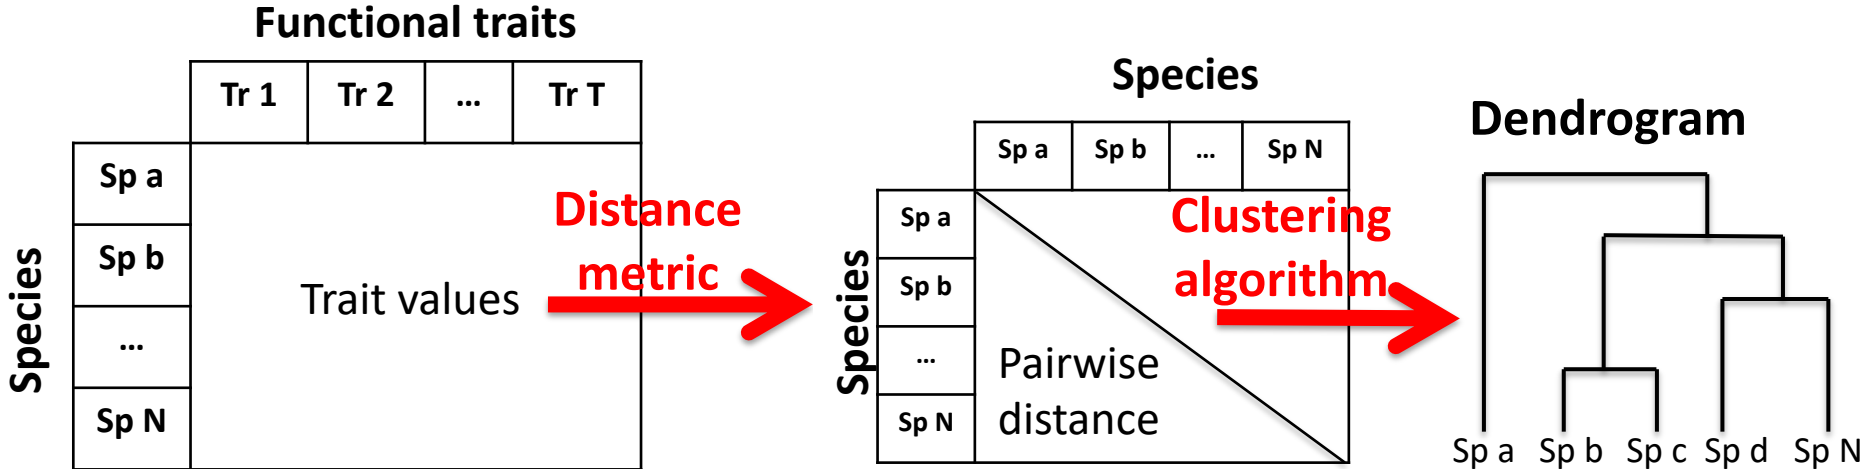 Functional traits
Tr 1 Tr 2 ... Tr T
Species
Sp a
Sp b
...
Sp N
Trait values
Distance
metric
Species
Sp a Sp b ... Sp N
Species
Sp a
Sp b
...
Sp N
Pairwise
distance
Clustering
algorithm
Dendrogram
Sp a Sp b Sp c Sp d Sp N